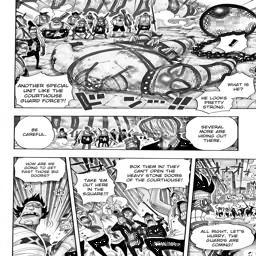 ANOTHER SPECIAL
UNIT LIKE THE
COURTHOUSE
GUARD FORCE?!
WHAT IS
HE?
HE LOOKS
PRETTY
STRONG.
BE
CAREFUL.
SEVERAL
MORE ARE
HIDING OUT
THERE.
HOW ARE WE
GOING TO GET
PAST THOSE BIG
DOORS?
TAKE 'EM
OUT HERE
IN THE
SQUARE!!!
BOX THEM IN! THEY
CAN'T OPEN THE
HEAVY STONE DOORS
OF THE COURTHOUSE!
ALL RIGHT, LET'S
HURRY. THE
GUARDS ARE
COMING!